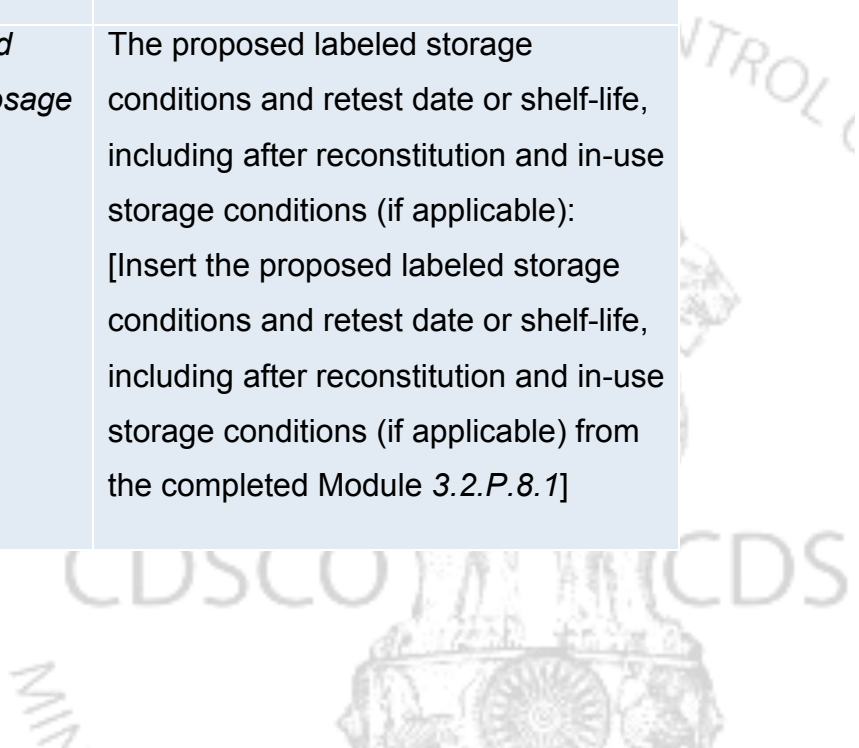 The proposed labeled storage
conditions and retest date or shelf-life,
including after reconstitution and in-use
storage conditions (if applicable):
[Insert the proposed labeled storage
conditions and retest date or shelf-life,
including after reconstitution and in-use
storage conditions (if applicable) from
the completed Module 3.2.P.8.1]
CDSCO CDS